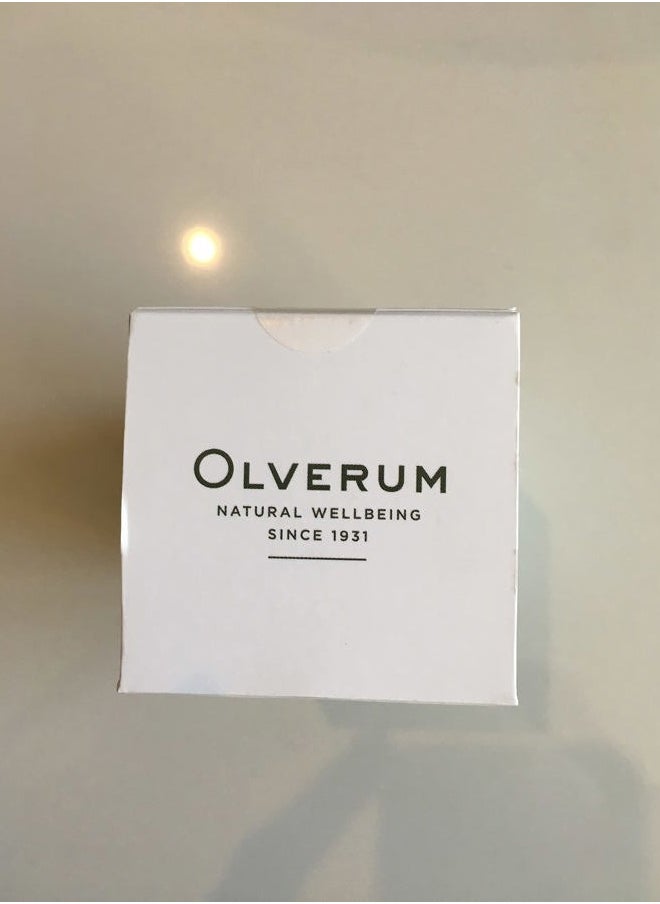 OLVERUM
NATURAL WELLBEING
SINCE 1931